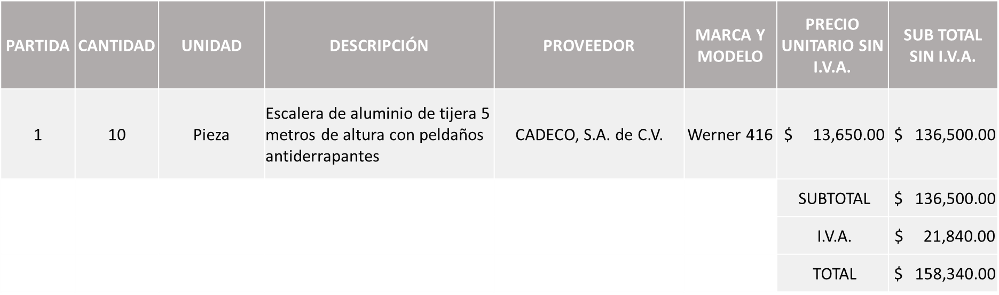 PARTIDA
CANTIDAD
UNIDAD
DESCRIPCIÓN
PROVEEDOR
MARCA Y
MODELO
PRECIO
UNITARIO SIN
I.V.A.
SUB TOTAL
SIN I.V.A.
1
10
Pieza
Escalera de aluminio de tijera 5
metros de altura con peldaños
antiderrapantes
CADECO, S.A. de C.V.
Werner 416
$ 13,650.00
$ 136,500.00
SUBTOTAL
$ 136,500.00
I.V.A.
$ 21,840.00
TOTAL
$ 158,340.00